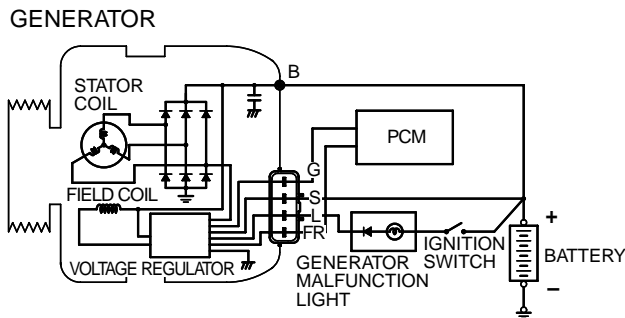 GENERATOR
B
STATOR
COIL
PCM
G
FIELD COIL
S
L
FR
+
VOLTAGE REGULATOR
GENERATOR
MALFUNCTION
LIGHT
IGNITION
SWITCH
BATTERY
−